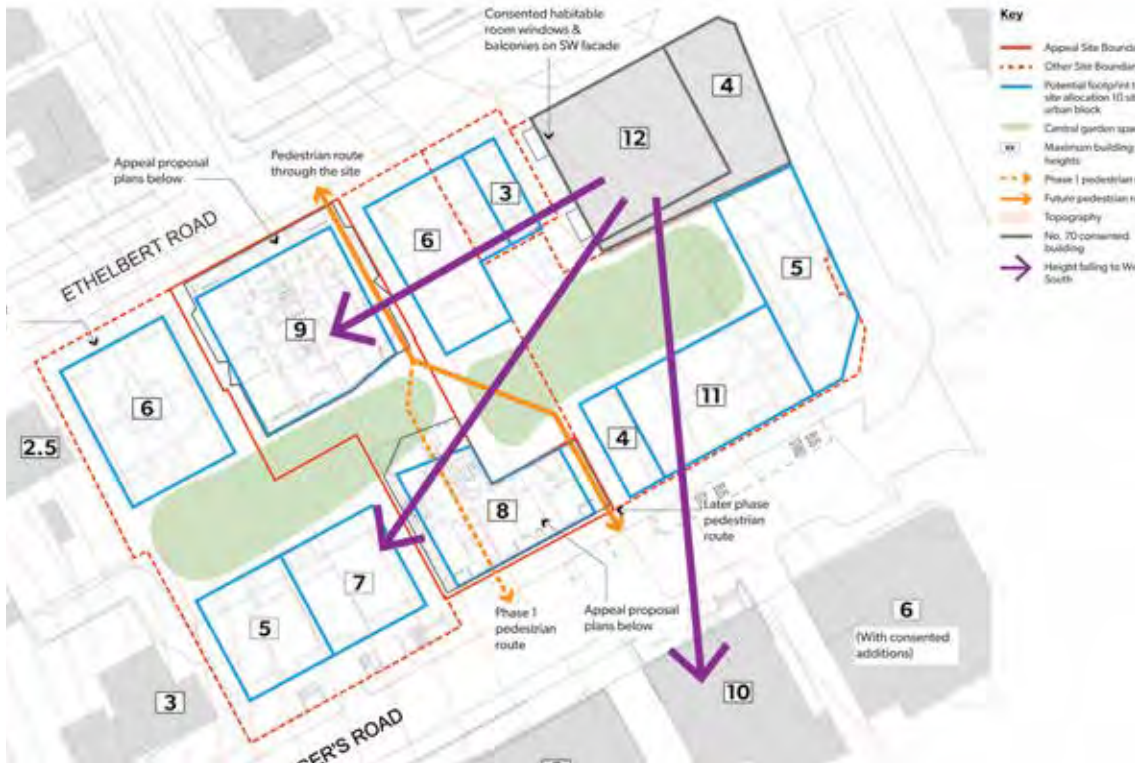 Consented habitable
room windows &
balconies on SW facade
Key
Appeal Site Bounda
Other Site Boundar
Potential footprint t
site allocation 10 sit
urban block
Central garden spac
Maximum building
heights
Phase 1 pedestrian r
Future pedestrian ro
Topography
No. 70 consented
building
Height falling to We
South
4
12
Appeal proposal
plans below
Pedestrian route
through the site
3
6
ETHELBERT ROAD
5
9
6
11
2.5
4
8
Later phase
pedestrian
route
7
5
Phase 1
pedestrian
route
Appeal proposal
plans below
6
(With consented
additions)
3
10
ER'S ROAD